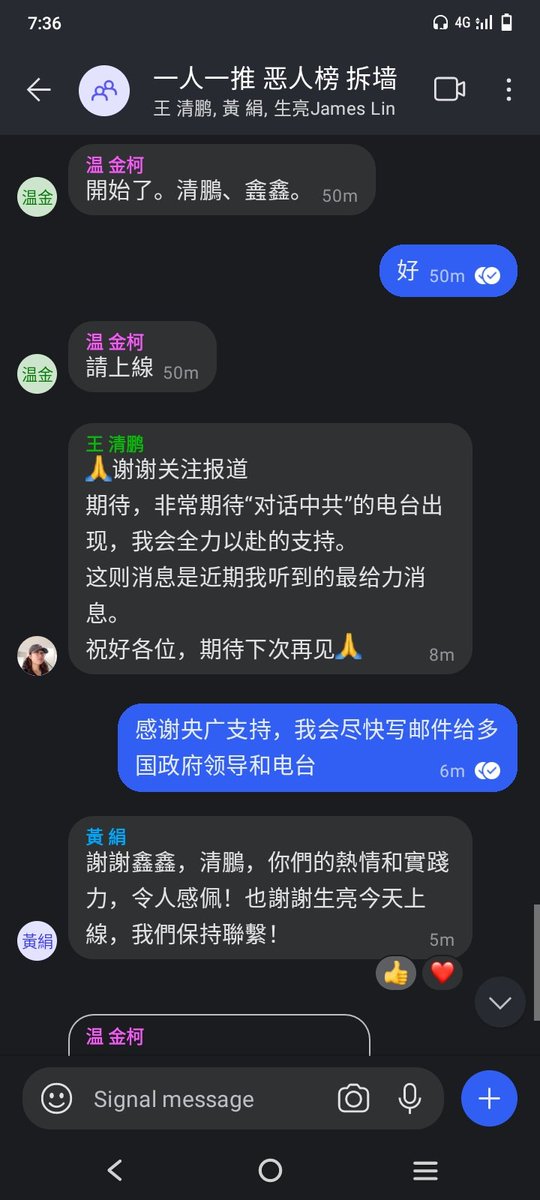 7:36
4G
一人一推 恶人榜 拆墙
王 清鹏, 黃 絹, 生亮James Lin
温 金柯
開始了。清鵬、鑫鑫。 50m
温金
好 50m
温 金柯
請上線 50m
温金
王 清鹏
🙏谢谢关注报道
期待，非常期待“对话中共”的电台出
现，我会全力以赴的支持。
这则消息是近期我听到的最给力消
息。
祝好各位，期待下次再见🙏 8m
感谢央广支持，我会尽快写邮件给多
国政府领导和电台 6m
黃 絹
謝謝鑫鑫，清鵬，你們的熱情和實踐
力，令人感佩！也謝謝生亮今天上
線，我們保持聯繫！ 5m
黃絹
👍 ❤️
温 金柯
Signal message